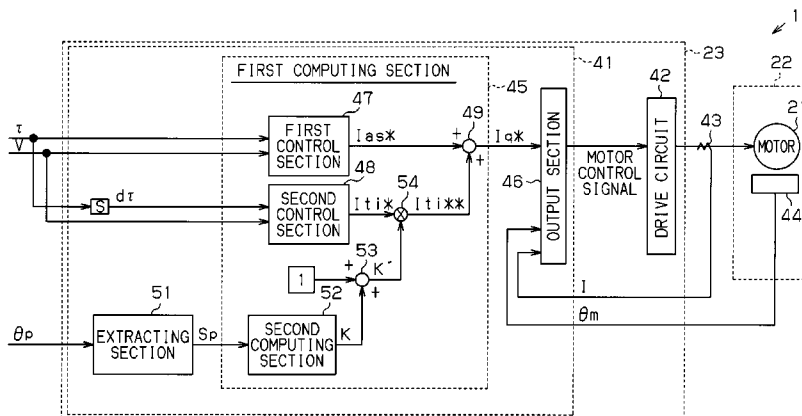 1
41
23
22
FIRST COMPUTING SECTION
45
42
21
47
49
43
τ
V
FIRST
CONTROL
SECTION
Ias*
+
+
Iq*
OUTPUT SECTION
46
MOTOR
CONTROL
SIGNAL
DRIVE CIRCUIT
MOTOR
48
54
S
dτ
SECOND
CONTROL
SECTION
Iti*
Iti**
44
1
+
+
53
K'
51
52
I
θm
θp
EXTRACTING
SECTION
Sp
SECOND
COMPUTING
SECTION
K